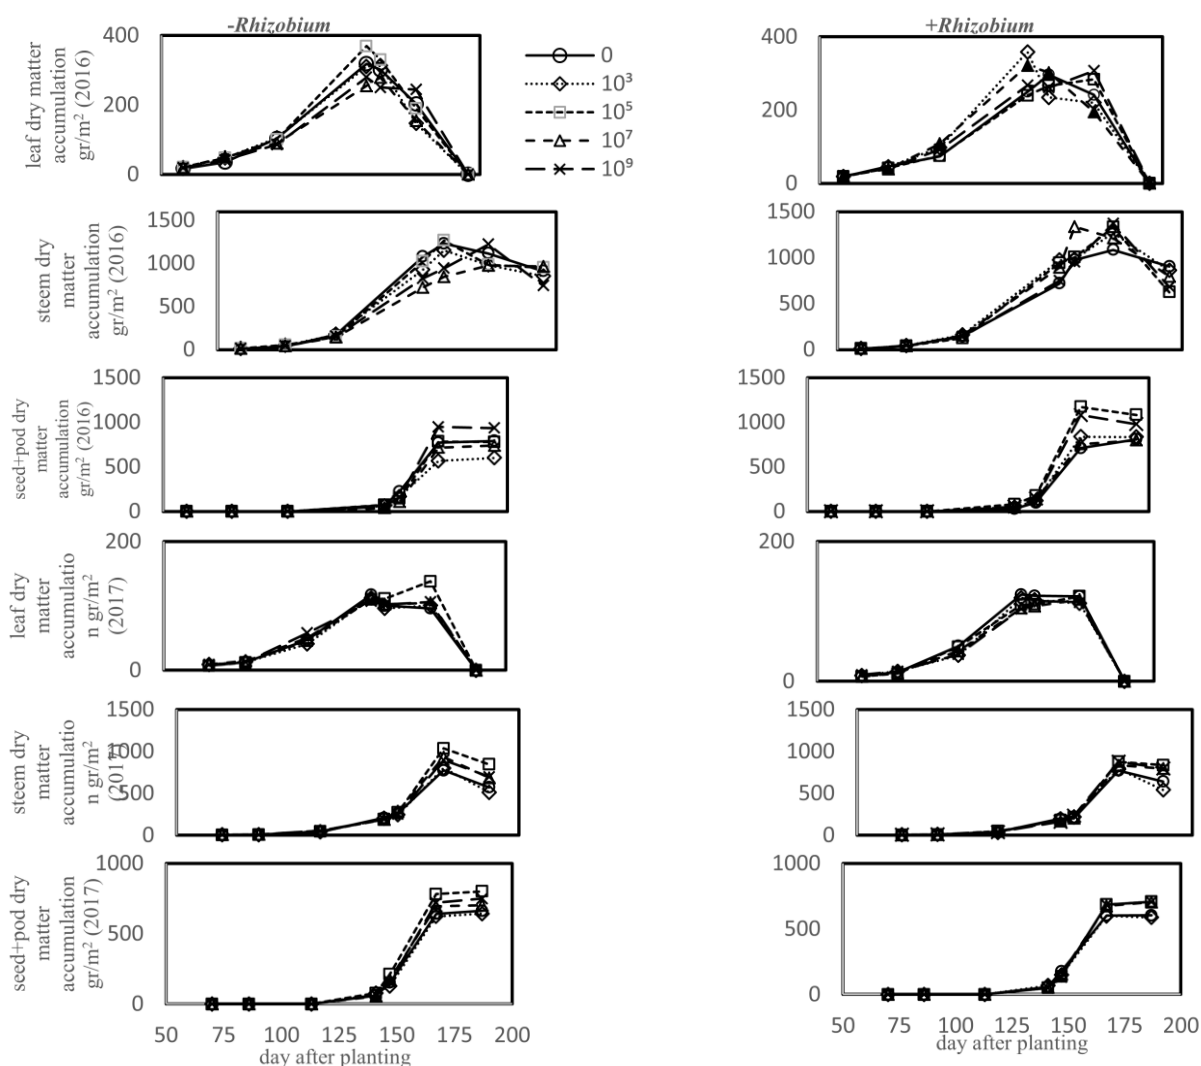 -Rhizobium
+Rhizobium
leaf dry matter
accumulation
gr/m² (2016)
400
200
0
0
10³
10⁵
10⁷
10⁹
400
200
0
steem dry
matter
accumulation
gr/m² (2016)
1500
1000
500
0
1500
1000
500
0
seed+pod dry
matter
accumulation
gr/m² (2016)
1500
1000
500
0
1500
1000
500
0
leaf dry
matter
accumulatio
n gr/m²
(2017)
200
0
200
0
steem dry
matter
accumulatio
n gr/m²
(2017)
1500
1000
500
0
1500
1000
500
0
seed+pod dry
matter
accumulation
gr/m² (2017)
1000
500
0
1000
500
0
50 75 100 125 150 175 200
day after planting
50 75 100 125 150 175 200
day after planting